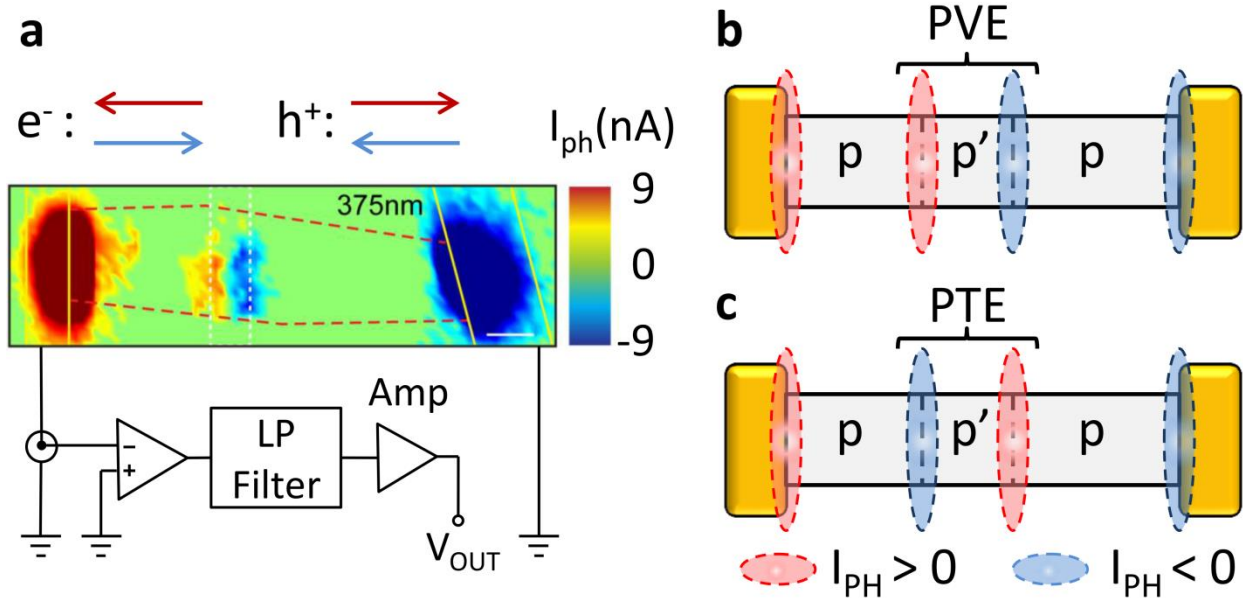 a
e⁻ :
h⁺:
I_ph(nA)
375nm
9
0
-9
Amp
LP
Filter
−
+
V_OUT
b
PVE
p
p’
p
c
PTE
p
p’
p
I_PH > 0
I_PH < 0